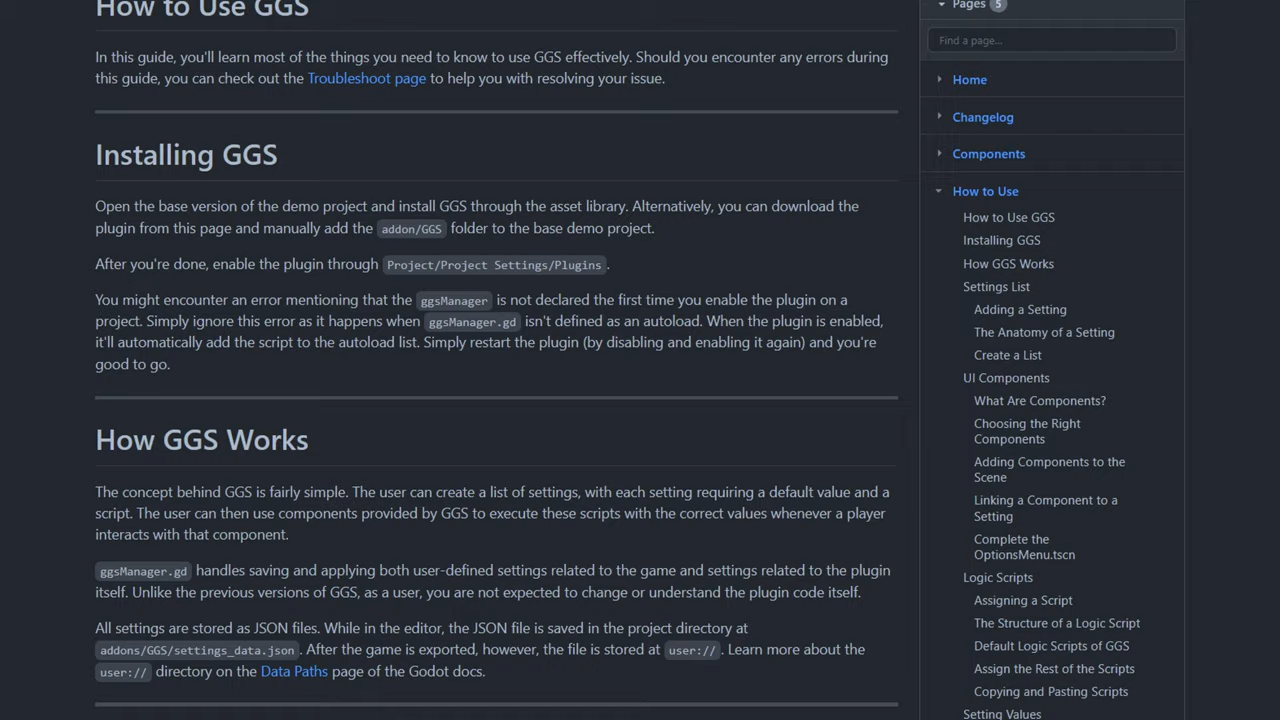 How to Use GGS
In this guide, you'll learn most of the things you need to know to use GGS effectively. Should you encounter any errors during
this guide, you can check out the Troubleshoot page to help you with resolving your issue.
Installing GGS
Open the base version of the demo project and install GGS through the asset library. Alternatively, you can download the
plugin from this page and manually add the addon/GGS folder to the base demo project.
After you're done, enable the plugin through Project/Project Settings/Plugins.
You might encounter an error mentioning that the ggsManager is not declared the first time you enable the plugin on a
project. Simply ignore this error as it happens when ggsManager.gd isn't defined as an autoload. When the plugin is enabled,
it'll automatically add the script to the autoload list. Simply restart the plugin (by disabling and enabling it again) and you're
good to go.
How GGS Works
The concept behind GGS is fairly simple. The user can create a list of settings, with each setting requiring a default value and a
script. The user can then use components provided by GGS to execute these scripts with the correct values whenever a player
interacts with that component.
ggsManager.gd handles saving and applying both user-defined settings related to the game and settings related to the plugin
itself. Unlike the previous versions of GGS, as a user, you are not expected to change or understand the plugin code itself.
All settings are stored as JSON files. While in the editor, the JSON file is saved in the project directory at
addons/GGS/settings_data.json. After the game is exported, however, the file is stored at user://. Learn more about the
user:// directory on the Data Paths page of the Godot docs.
Pages 5
Find a page...
Home
Changelog
Components
How to Use
How to Use GGS
Installing GGS
How GGS Works
Settings List
Adding a Setting
The Anatomy of a Setting
Create a List
UI Components
What Are Components?
Choosing the Right
Components
Adding Components to the
Scene
Linking a Component to a
Setting
Complete the
OptionsMenu.tscn
Logic Scripts
Assigning a Script
The Structure of a Logic Script
Default Logic Scripts of GGS
Assign the Rest of the Scripts
Copying and Pasting Scripts
Setting Values